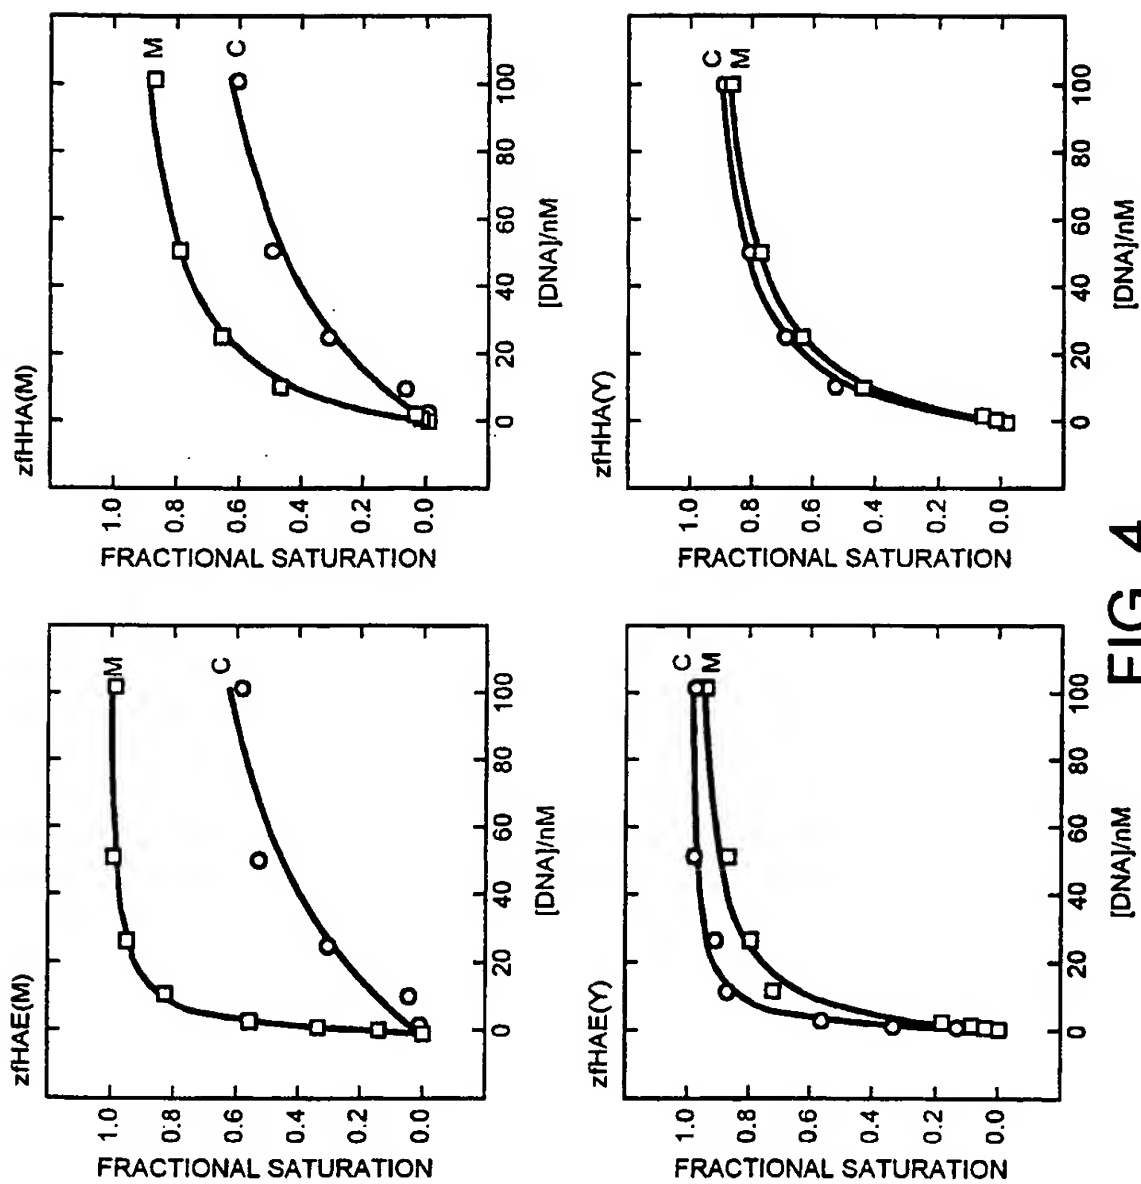 zfHAE(M)
FRACTIONAL SATURATION
1.0
0.8
0.6
0.4
0.2
0.0
M
C
0
20
40
60
80
100
[DNA]/nM
zfHHA(M)
FRACTIONAL SATURATION
1.0
0.8
0.6
0.4
0.2
0.0
M
C
0
20
40
60
80
100
[DNA]/nM
zfHAE(Y)
FRACTIONAL SATURATION
1.0
0.8
0.6
0.4
0.2
0.0
C
M
0
20
40
60
80
100
[DNA]/nM
zfHHA(Y)
FRACTIONAL SATURATION
1.0
0.8
0.6
0.4
0.2
0.0
C
M
0
20
40
60
80
100
[DNA]/nM
FIG 4